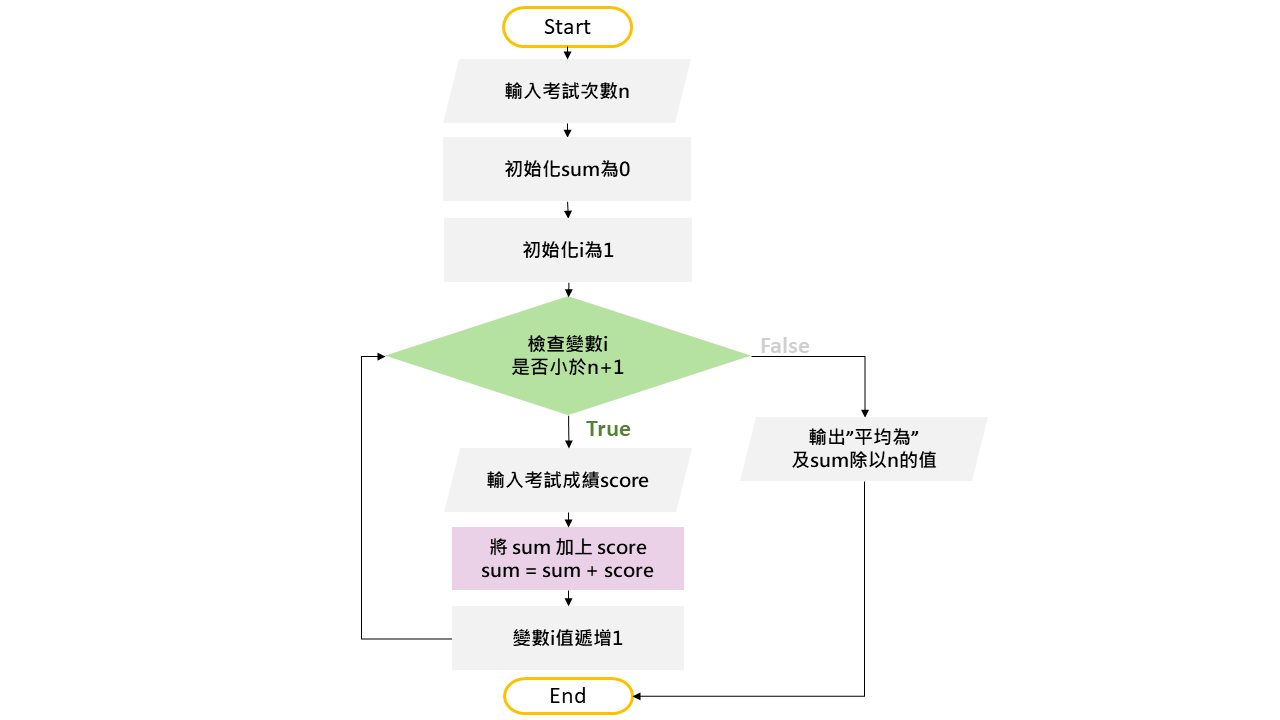 Start
輸入考試次數n
初始化sum為0
初始化i為1
檢查變數i
是否小於n+1
False
True
輸出”平均為”
及sum除以n的值
輸入考試成績score
將 sum 加上 score
sum = sum + score
變數i值遞增1
End